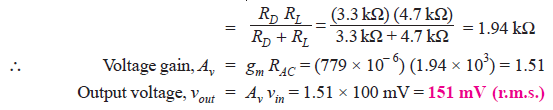 = R_D R_L / (R_D + R_L) = (3.3 kΩ) (4.7 kΩ) / (3.3 kΩ + 4.7 kΩ) = 1.94 kΩ
∴ Voltage gain, A_v = g_m R_AC = (779 × 10^−6) (1.94 × 10^3) = 1.51
Output voltage, v_out = A_v v_in = 1.51 × 100 mV = 151 mV (r.m.s.)